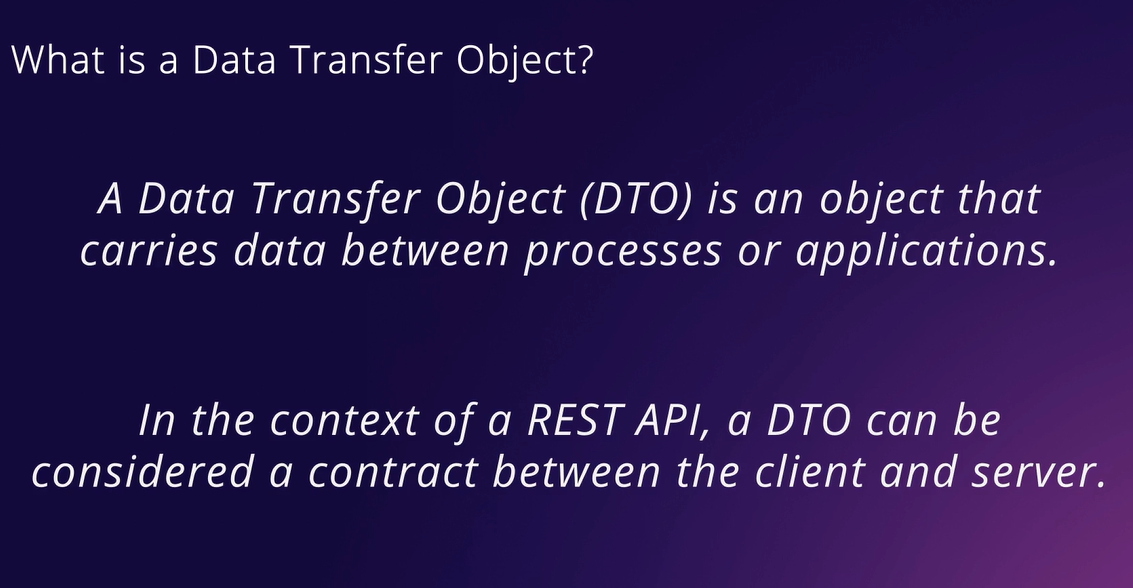 What is a Data Transfer Object?
A Data Transfer Object (DTO) is an object that
carries data between processes or applications.
In the context of a REST API, a DTO can be
considered a contract between the client and server.